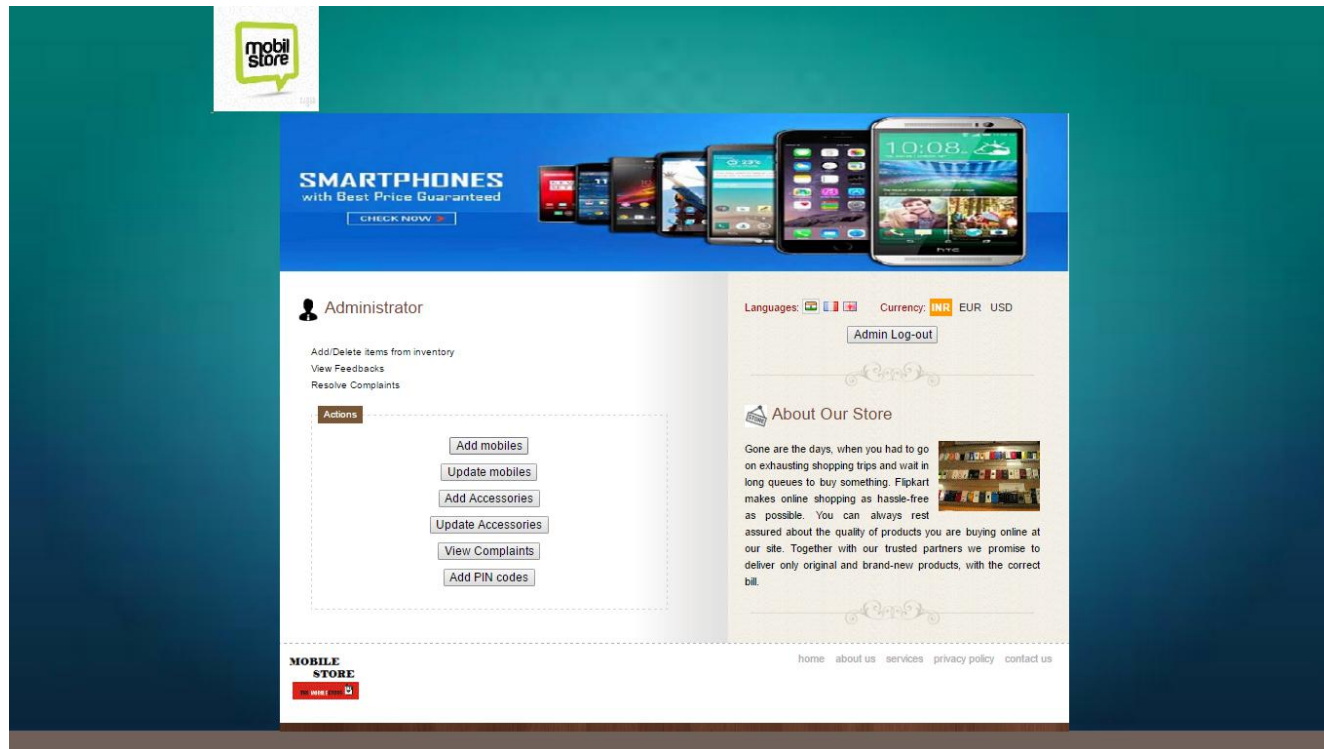 mobil
store
SMARTPHONES
with Best Price Guaranteed
CHECK NOW
10:08
HTC
Administrator
Add/Delete items from inventory
View Feedbacks
Resolve Complaints
Actions
Add mobiles
Update mobiles
Add Accessories
Update Accessories
View Complaints
Add PIN codes
Languages: Currency: INR EUR USD
Admin Log-out
About Our Store
Gone are the days, when you had to go
on exhausting shopping trips and wait in
long queues to buy something. Flipkart
makes online shopping as hassle-free
as possible. You can always rest
assured about the quality of products you are buying online at
our site. Together with our trusted partners we promise to
deliver only original and brand-new products, with the correct
bill.
MOBILE
STORE
home about us services privacy policy contact us